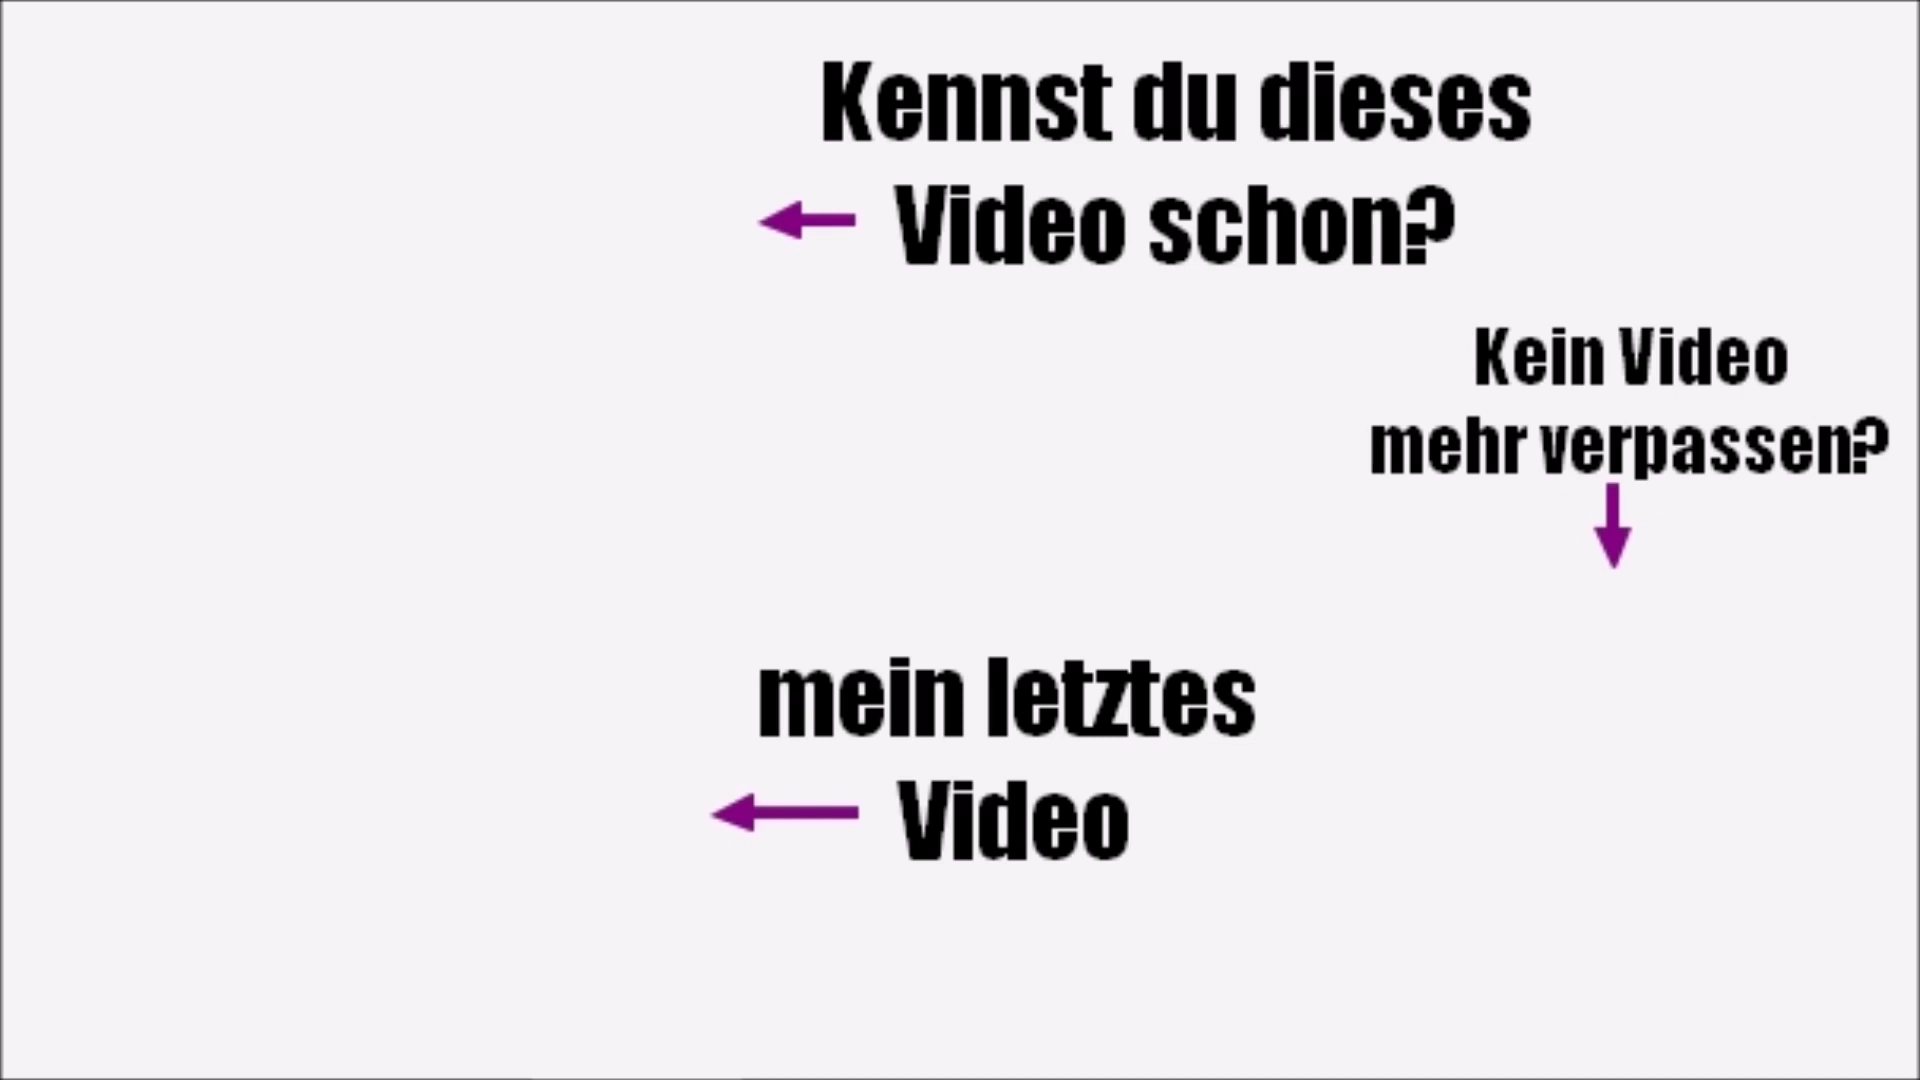 Kennst du dieses
Video schon?
Kein Video
mehr verpassen?
mein letztes
Video